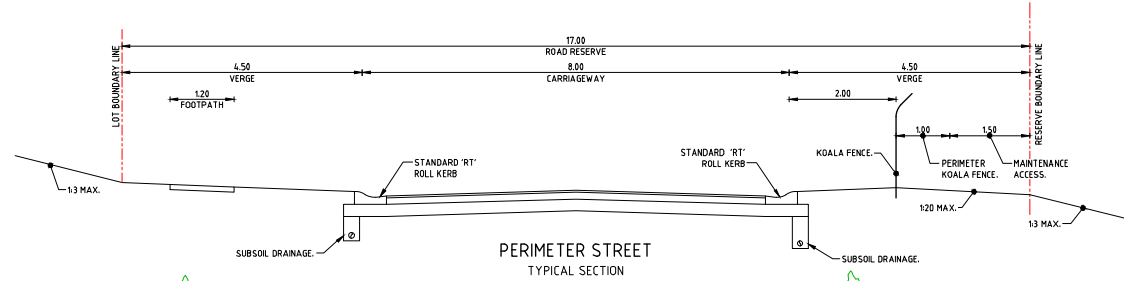 17.00
ROAD RESERVE
4.50
VERGE
8.00
CARRIAGEWAY
4.50
VERGE
1.20
FOOTPATH
2.00
1.00
1.50
LOT BOUNDARY LINE
RESERVE BOUNDARY LINE
STANDARD 'RT'
ROLL KERB
STANDARD 'RT'
ROLL KERB
KOALA FENCE.
PERIMETER
KOALA FENCE.
MAINTENANCE
ACCESS.
1:3 MAX.
1:20 MAX.
1:3 MAX.
SUBSOIL DRAINAGE.
SUBSOIL DRAINAGE.
PERIMETER STREET
TYPICAL SECTION